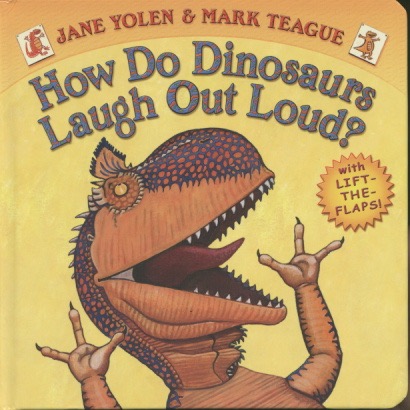 JANE YOLEN & MARK TEAGUE
How Do Dinosaurs
Laugh Out Loud?
with
LIFT-
THE-
FLAPS!